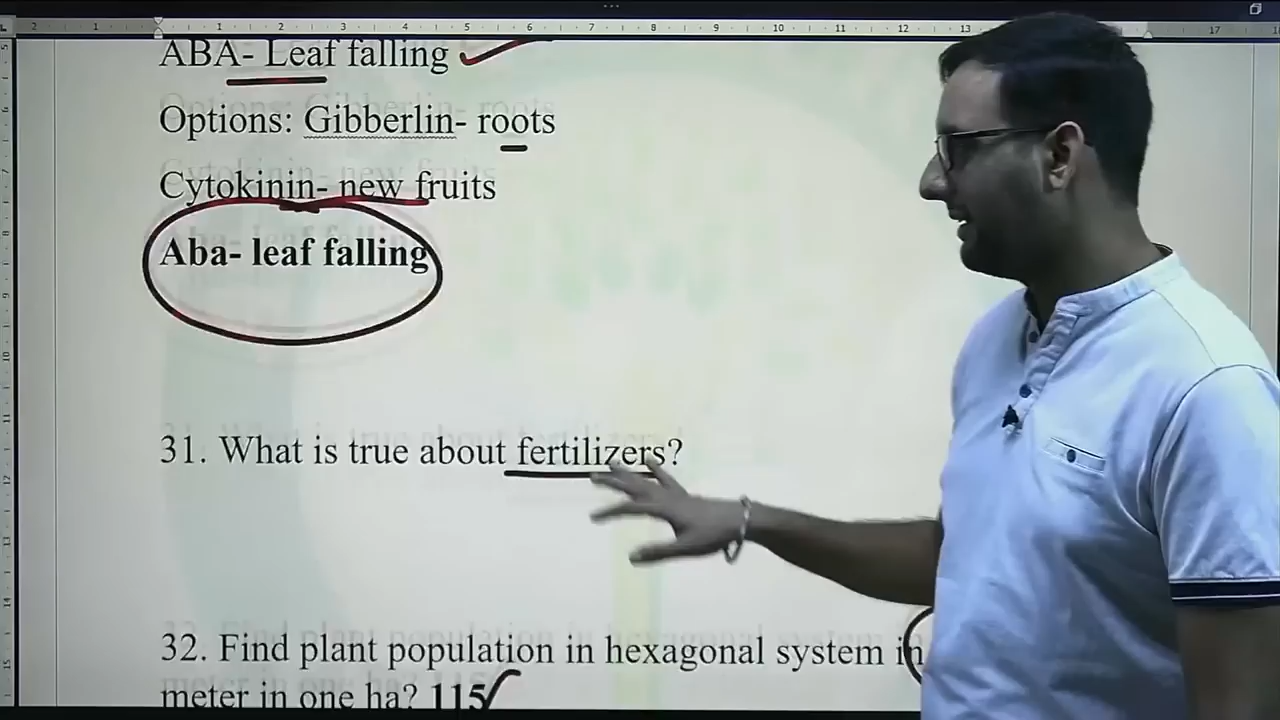 ABA- Leaf falling
Options: Gibberlin- roots
Cytokinin- new fruits
Aba- leaf falling
31. What is true about fertilizers?
32. Find plant population in hexagonal system in
meter in one ha? 115